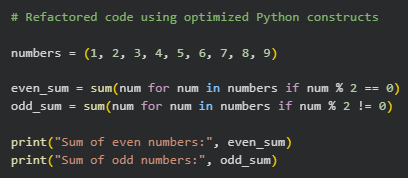 # Refactored code using optimized Python constructs
numbers = (1, 2, 3, 4, 5, 6, 7, 8, 9)
even_sum = sum(num for num in numbers if num % 2 == 0)
odd_sum = sum(num for num in numbers if num % 2 != 0)
print("Sum of even numbers:", even_sum)
print("Sum of odd numbers:", odd_sum)